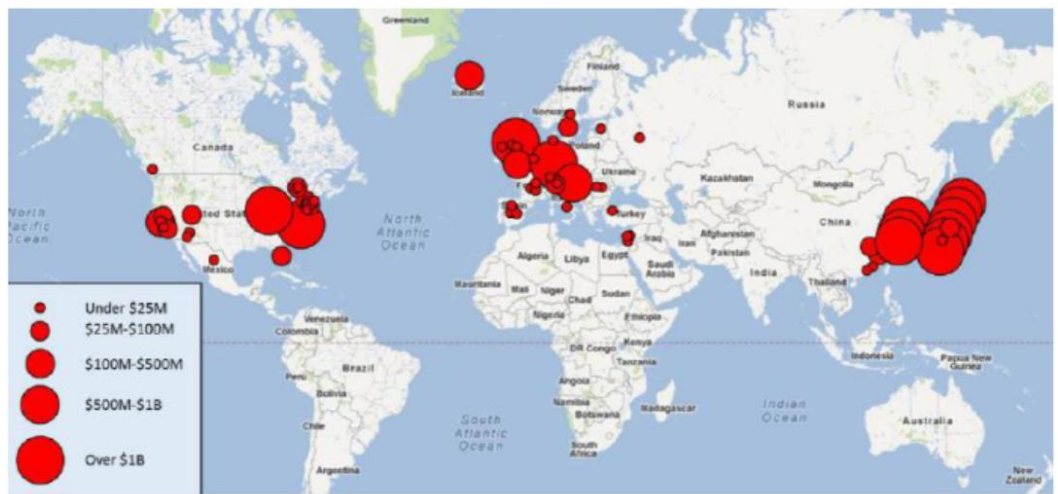 Greenland
Iceland
Finland
Sweden
Norway
Russia
Canada
Poland
Ukraine
Kazakhstan
Mongolia
North
Pacific
Ocean
United Stat
North
Atlantic
Ocean
Spain
Turkey
China
Afghanistan
Iraq
Iran
Pakistan
Mexico
Algeria
Libya
Egypt
Saudi
Arabia
India
Thailand
Mauritania
Mali
Niger
Chad
Sudan
Nigeria
Ethiopia
Venezuela
Colombia
DR Congo
Kenya
Tanzania
Indonesia
Papua New
Guinea
Peru
Brazil
Bolivia
Angola
Namibia
Botswana
Madagascar
Indian
Ocean
Australia
Chile
South
Atlantic
Ocean
South
Africa
Argentina
New
Zealand
Under $25M
$25M-$100M
$100M-$500M
$500M-$1B
Over $1B